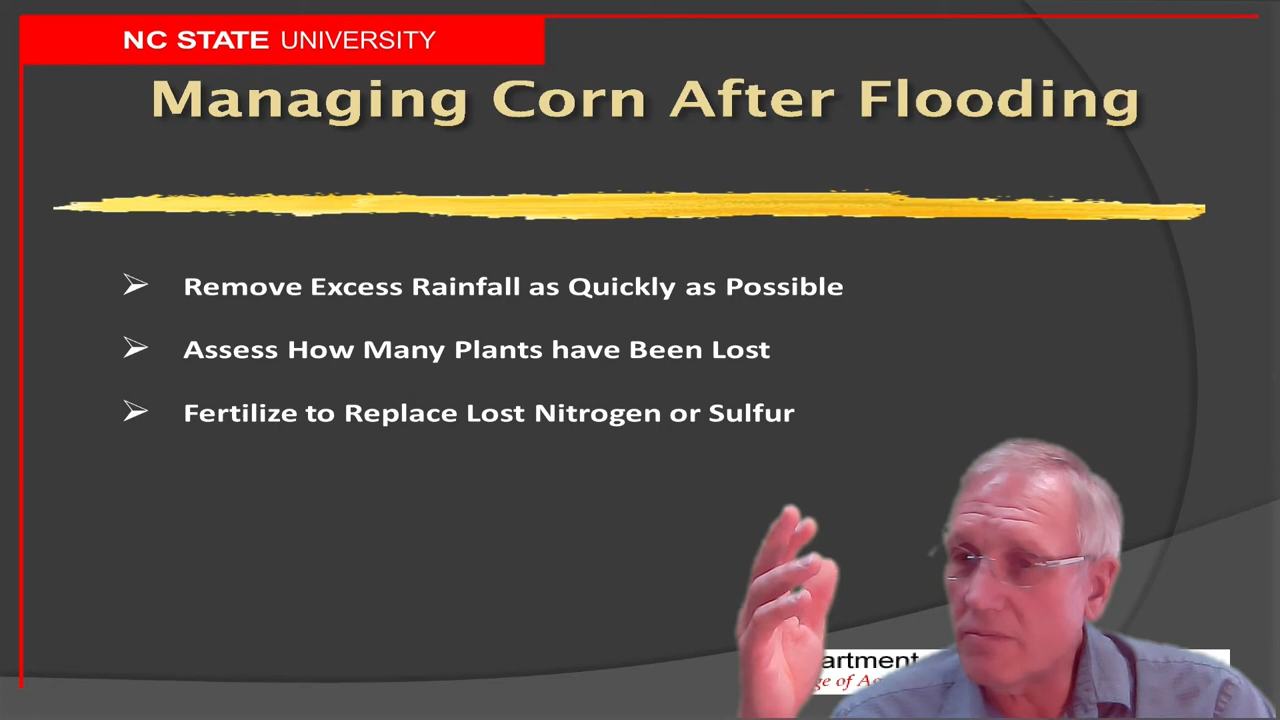 NC STATE UNIVERSITY
Managing Corn After Flooding
Remove Excess Rainfall as Quickly as Possible
Assess How Many Plants have Been Lost
Fertilize to Replace Lost Nitrogen or Sulfur